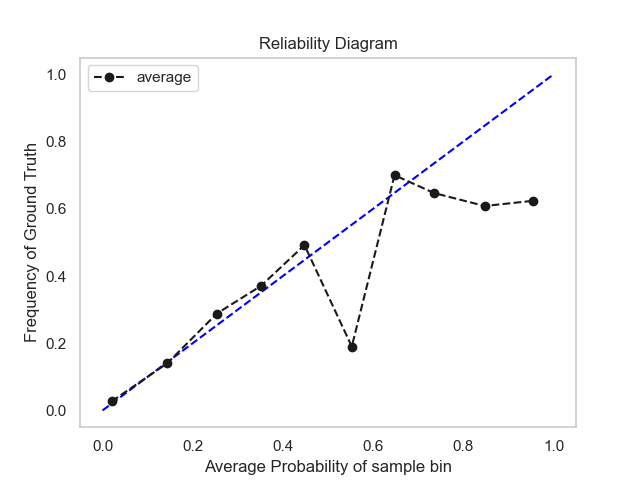 Reliability Diagram
average
Frequency of Ground Truth
1.0
0.8
0.6
0.4
0.2
0.0
0.0 0.2 0.4 0.6 0.8 1.0
Average Probability of sample bin